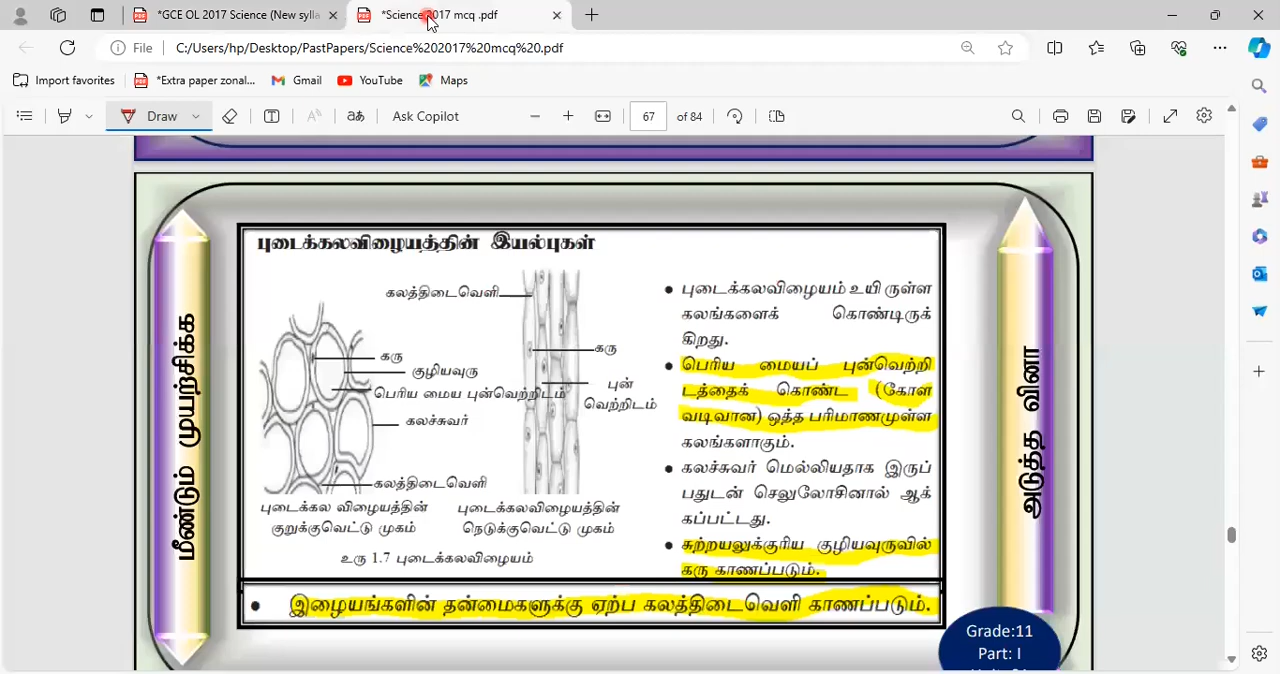 *GCE OL 2017 Science (New sylla
*Science 2017 mcq .pdf
File
C:/Users/hp/Desktop/PastPapers/Science%202017%20mcq%20.pdf
Import favorites
*Extra paper zonal...
Gmail
YouTube
Maps
Draw
aあ
Ask Copilot
67 of 84
புடைக்கலவிழையத்தின் இயல்புகள்
கலத்திடைவெளி
கரு
குழியவுரு
பெரிய மைய புன்வெற்றிடம்
கலச்சுவர்
கலத்திடைவெளி
கரு
புன்
வெற்றிடம்
புடைக்கல விழையத்தின்
குறுக்குவெட்டு முகம்
புடைக்கலவிழையத்தின்
நெடுக்குவெட்டு முகம்
உரு 1.7 புடைக்கலவிழையம்
• புடைக்கலவிழையம் உயி ருள்ள
கலங்களைக் கொண்டிருக்
கிறது.
• பெரிய மையப் புன்வெற்றி
டத்தைக் கொண்ட (கோள
வடிவான) ஒத்த பரிமாணமுள்ள
கலங்களாகும்.
• கலச்சுவர் மெல்லியதாக இருப்
பதுடன் செலுலோசினால் ஆக்
கப்பட்டது.
• சுற்றயலுக்குரிய குழியவுருவில்
கரு காணப்படும்.
• இழையங்களின் தன்மைகளுக்கு ஏற்ப கலத்திடைவெளி காணப்படும்.
மீண்டும் முயற்சிக்க
அடுத்த வினா
Grade:11
Part: I